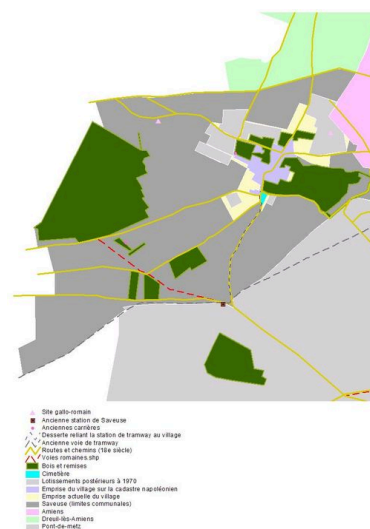 Site gallo-romain
Ancienne station de Saveuse
Anciennes carrières
Desserte reliant la station de tramway au village
Ancienne voie de tramway
Routes et chemins (18e siècle)
Voies romaines.shp
Bois et remises
Cimetière
Lotissements postérieurs à 1970
Emprise du village sur la cadastre napoléonien
Emprise actuelle du village
Saveuse (limites communales)
Amiens
Dreuil-lès-Amiens
Pont-de-metz